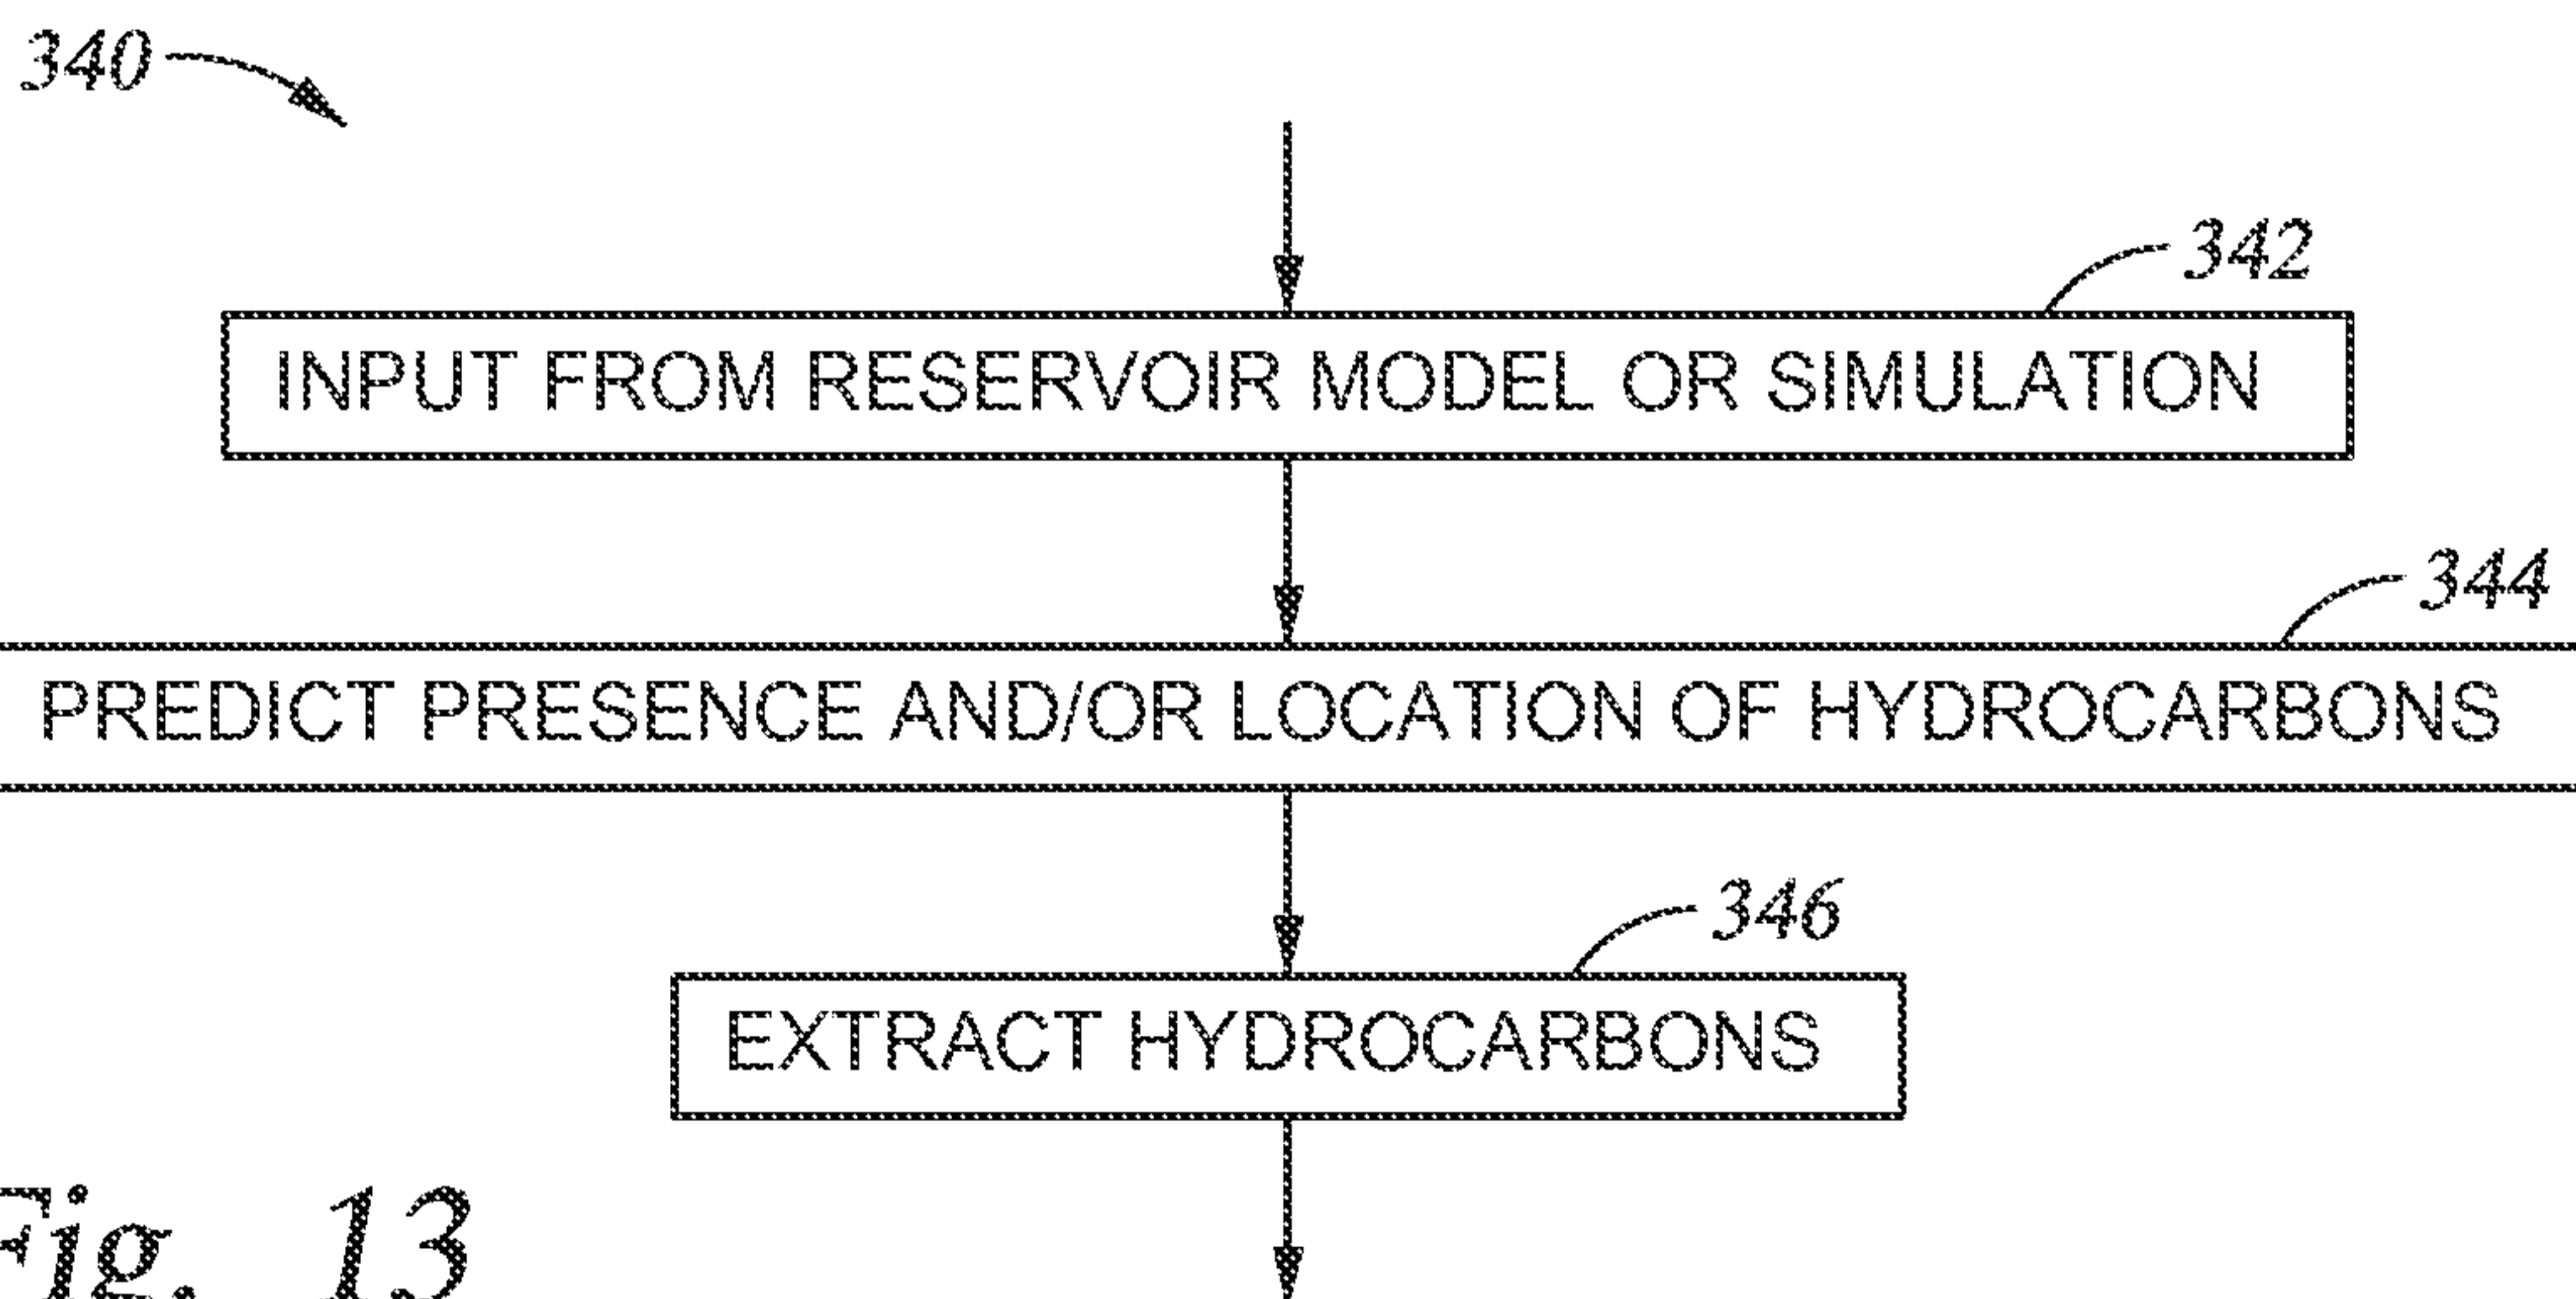 340
342
INPUT FROM RESERVOIR MODEL OR SIMULATION
344
PREDICT PRESENCE AND/OR LOCATION OF HYDROCARBONS
346
EXTRACT HYDROCARBONS
Fig. 13